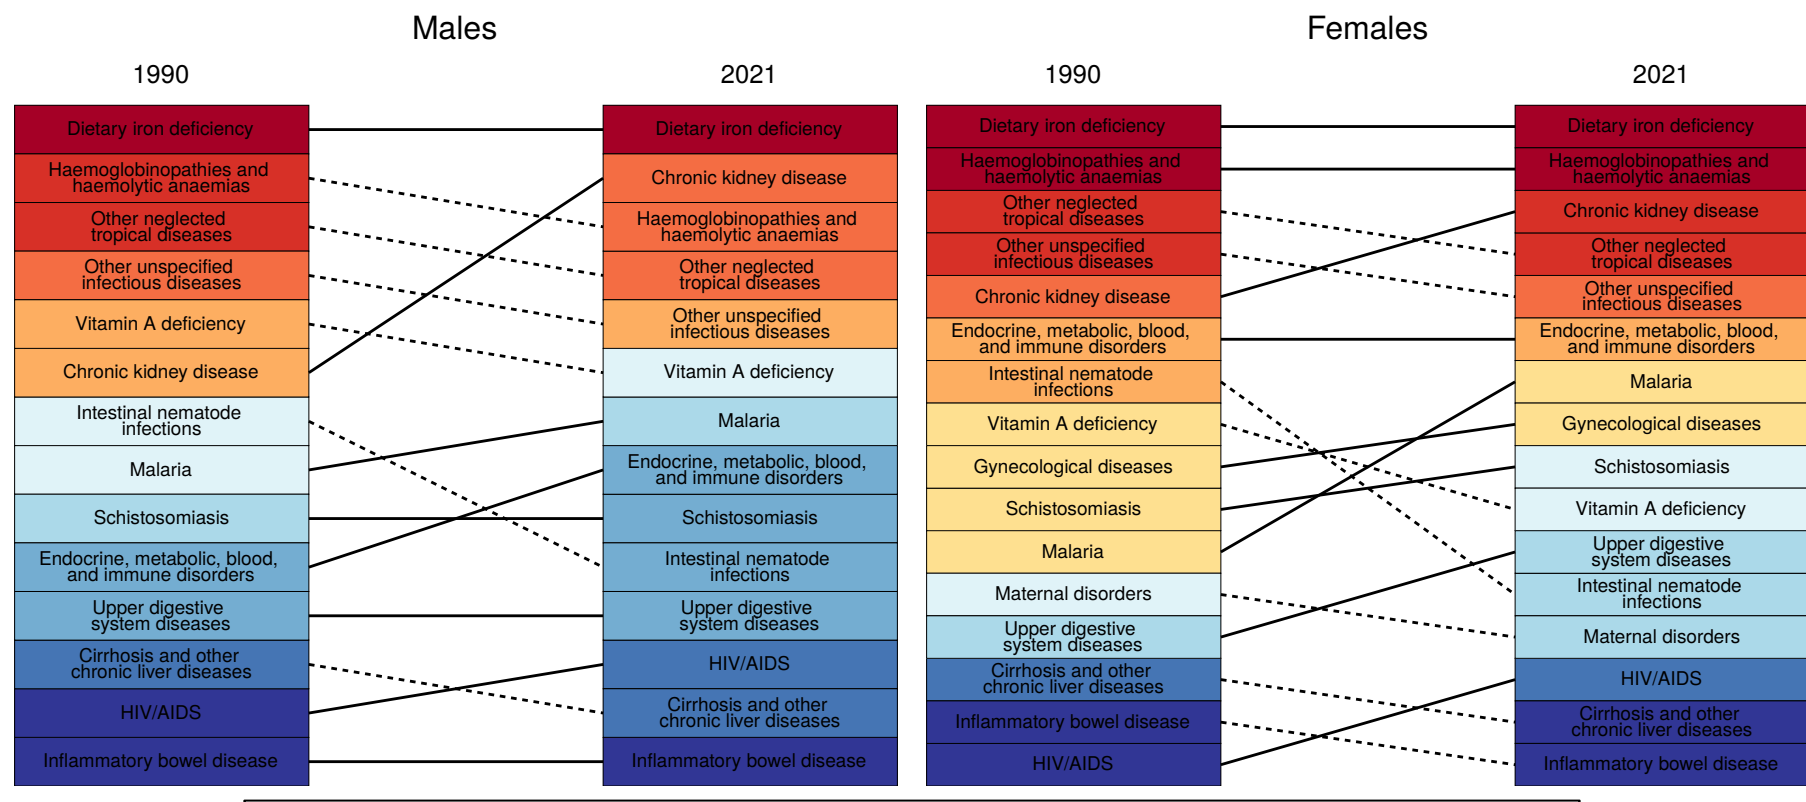 Males
Females
1990
2021
1990
2021
Dietary iron deficiency
Haemoglobinopathies and
haemolytic anaemias
Other neglected
tropical diseases
Other unspecified
infectious diseases
Vitamin A deficiency
Chronic kidney disease
Intestinal nematode
infections
Malaria
Schistosomiasis
Endocrine, metabolic, blood,
and immune disorders
Upper digestive
system diseases
Cirrhosis and other
chronic liver diseases
HIV/AIDS
Inflammatory bowel disease
Dietary iron deficiency
Chronic kidney disease
Haemoglobinopathies and
haemolytic anaemias
Other neglected
tropical diseases
Other unspecified
infectious diseases
Vitamin A deficiency
Malaria
Endocrine, metabolic, blood,
and immune disorders
Schistosomiasis
Intestinal nematode
infections
Upper digestive
system diseases
HIV/AIDS
Cirrhosis and other
chronic liver diseases
Inflammatory bowel disease
Dietary iron deficiency
Haemoglobinopathies and
haemolytic anaemias
Other neglected
tropical diseases
Other unspecified
infectious diseases
Chronic kidney disease
Endocrine, metabolic, blood,
and immune disorders
Intestinal nematode
infections
Vitamin A deficiency
Gynecological diseases
Schistosomiasis
Malaria
Maternal disorders
Upper digestive
system diseases
Cirrhosis and other
chronic liver diseases
Inflammatory bowel disease
HIV/AIDS
Dietary iron deficiency
Haemoglobinopathies and
haemolytic anaemias
Chronic kidney disease
Other neglected
tropical diseases
Other unspecified
infectious diseases
Endocrine, metabolic, blood,
and immune disorders
Malaria
Gynecological diseases
Schistosomiasis
Vitamin A deficiency
Upper digestive
system diseases
Intestinal nematode
infections
Maternal disorders
HIV/AIDS
Cirrhosis and other
chronic liver diseases
Inflammatory bowel disease